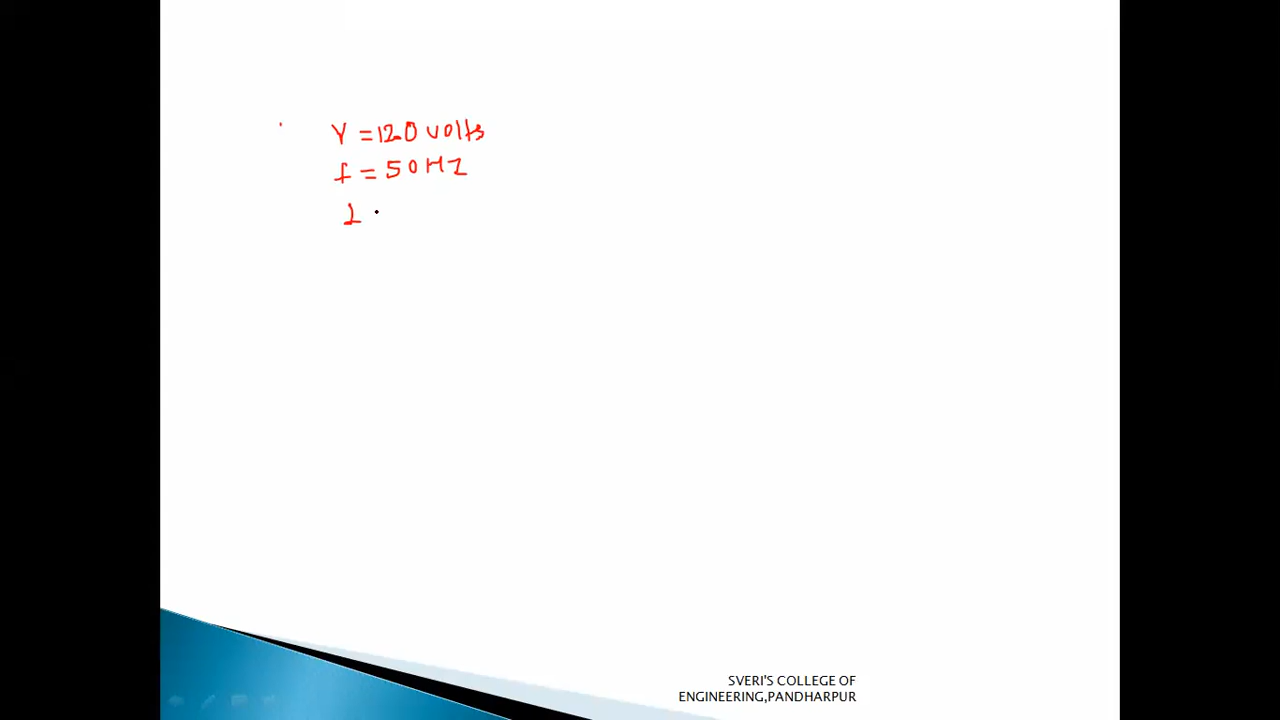 V = 120 volts
f = 50 Hz
I
SVERI'S COLLEGE OF
ENGINEERING,PANDHARPUR